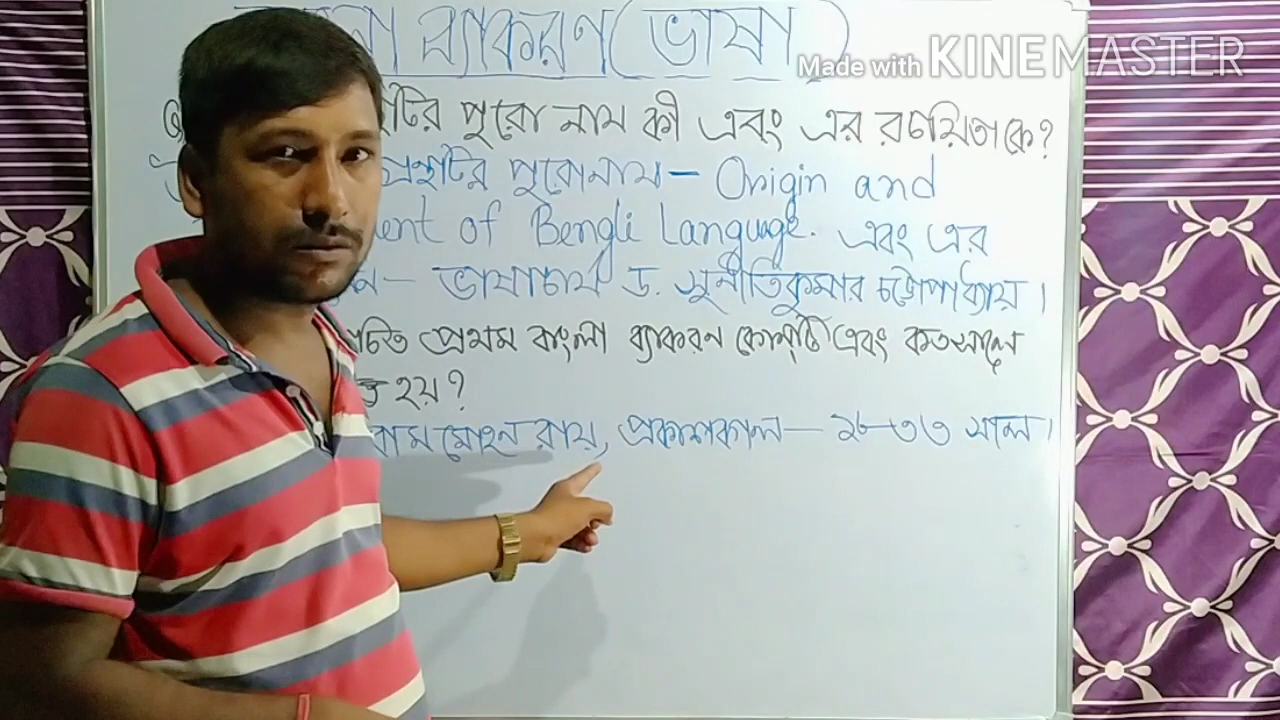 না ব্যাকরণ (ভাষা)
Made with KINEMASTER
টির পুরো নাম কী এবং এর রচয়িতা কে?
গ্রন্থটির পুরোনাম - Origin and
ent of Bengli Language. এবং এর
ন - ভাষাচার্য ড. সুনীতিকুমার চট্টোপাধ্যায়।
চিত প্রথম বাংলা ব্যাকরন কোনটি এবং কতসালে
হয়?
রামমোহন রায়, প্রকাশকাল - ১৮৩৩ সাল।